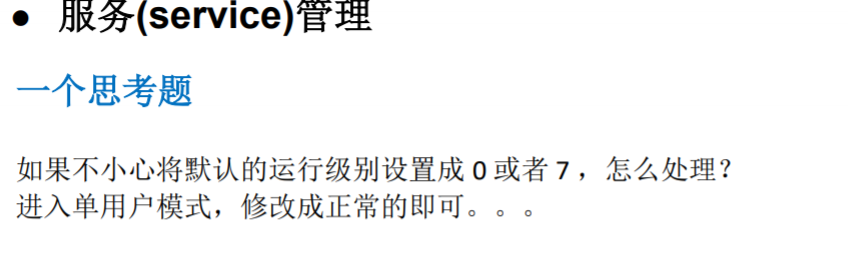 ● 服务(service)管理
一个思考题
如果不小心将默认的运行级别设置成 0 或者 7 ，怎么处理？
进入单用户模式，修改成正常的即可。。。